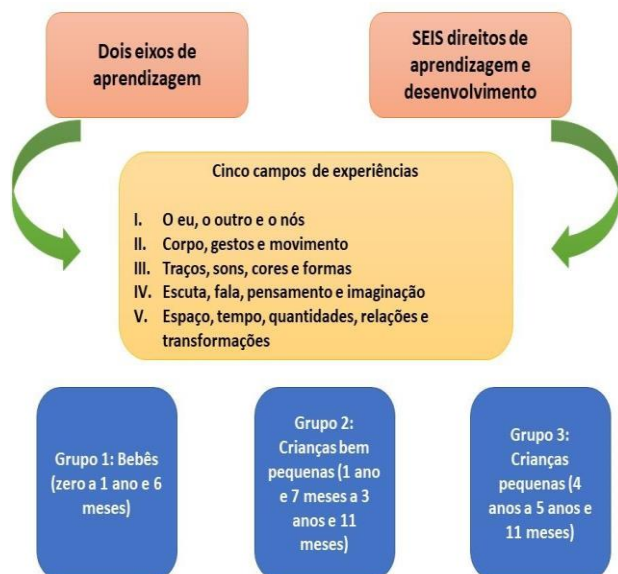 Dois eixos de
aprendizagem
SEIS direitos de
aprendizagem e
desenvolvimento
Cinco campos de experiências
I. O eu, o outro e o nós
II. Corpo, gestos e movimento
III. Traços, sons, cores e formas
IV. Escuta, fala, pensamento e imaginação
V. Espaço, tempo, quantidades, relações e
transformações
Grupo 1: Bebês
(zero a 1 ano e 6
meses)
Grupo 2:
Crianças bem
pequenas (1 ano
e 7 meses a 3
anos e 11
meses)
Grupo 3:
Crianças
pequenas (4
anos a 5 anos e
11 meses)